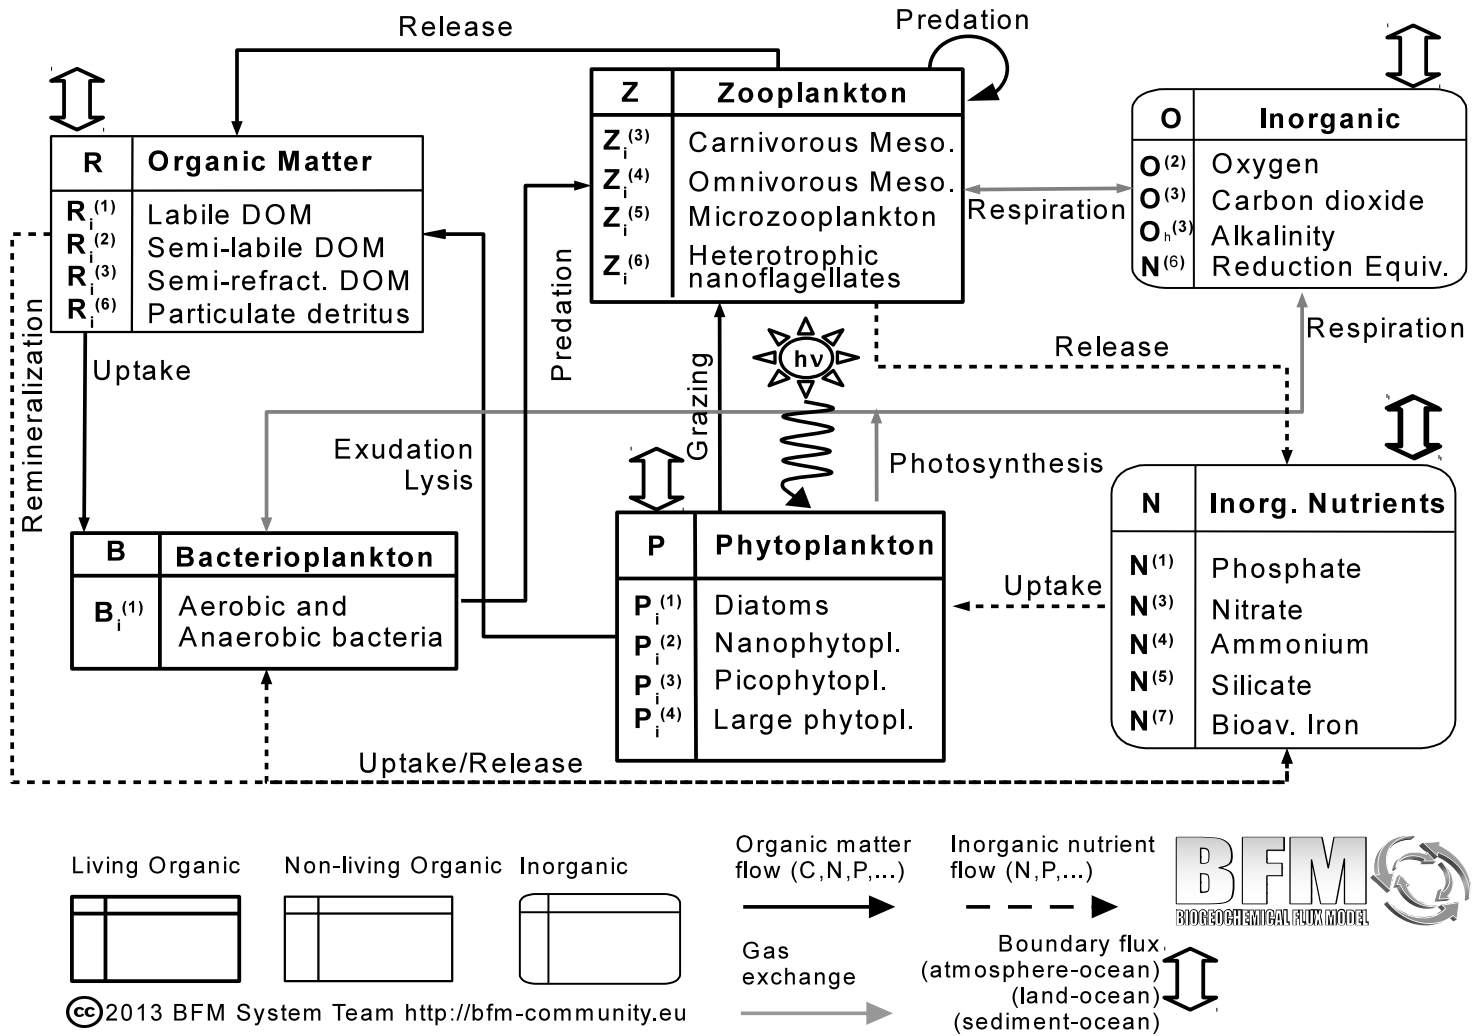 Release
Predation
R Organic Matter
R_i^(1) Labile DOM
R_i^(2) Semi-labile DOM
R_i^(3) Semi-refract. DOM
R_i^(6) Particulate detritus
Z Zooplankton
Z_i^(3) Carnivorous Meso.
Z_i^(4) Omnivorous Meso.
Z_i^(5) Microzooplankton
Z_i^(6) Heterotrophic
nanoflagellates
O Inorganic
O^(2) Oxygen
O^(3) Carbon dioxide
O_h^(3) Alkalinity
N^(6) Reduction Equiv.
Respiration
Respiration
Remineralization
Uptake
Predation
Grazing
hν
Release
Exudation
Lysis
Photosynthesis
B Bacterioplankton
B_i^(1) Aerobic and
Anaerobic bacteria
P Phytoplankton
P_i^(1) Diatoms
P_i^(2) Nanophytopl.
P_i^(3) Picophytopl.
P_i^(4) Large phytopl.
Uptake
N Inorg. Nutrients
N^(1) Phosphate
N^(3) Nitrate
N^(4) Ammonium
N^(5) Silicate
N^(7) Bioav. Iron
Uptake/Release
Living Organic
Non-living Organic
Inorganic
Organic matter
flow (C,N,P,...)
Inorganic nutrient
flow (N,P,...)
Gas
exchange
Boundary flux
(atmosphere-ocean)
(land-ocean)
(sediment-ocean)
BFM
BIOGEOCHEMICAL FLUX MODEL
cc 2013 BFM System Team http://bfm-community.eu